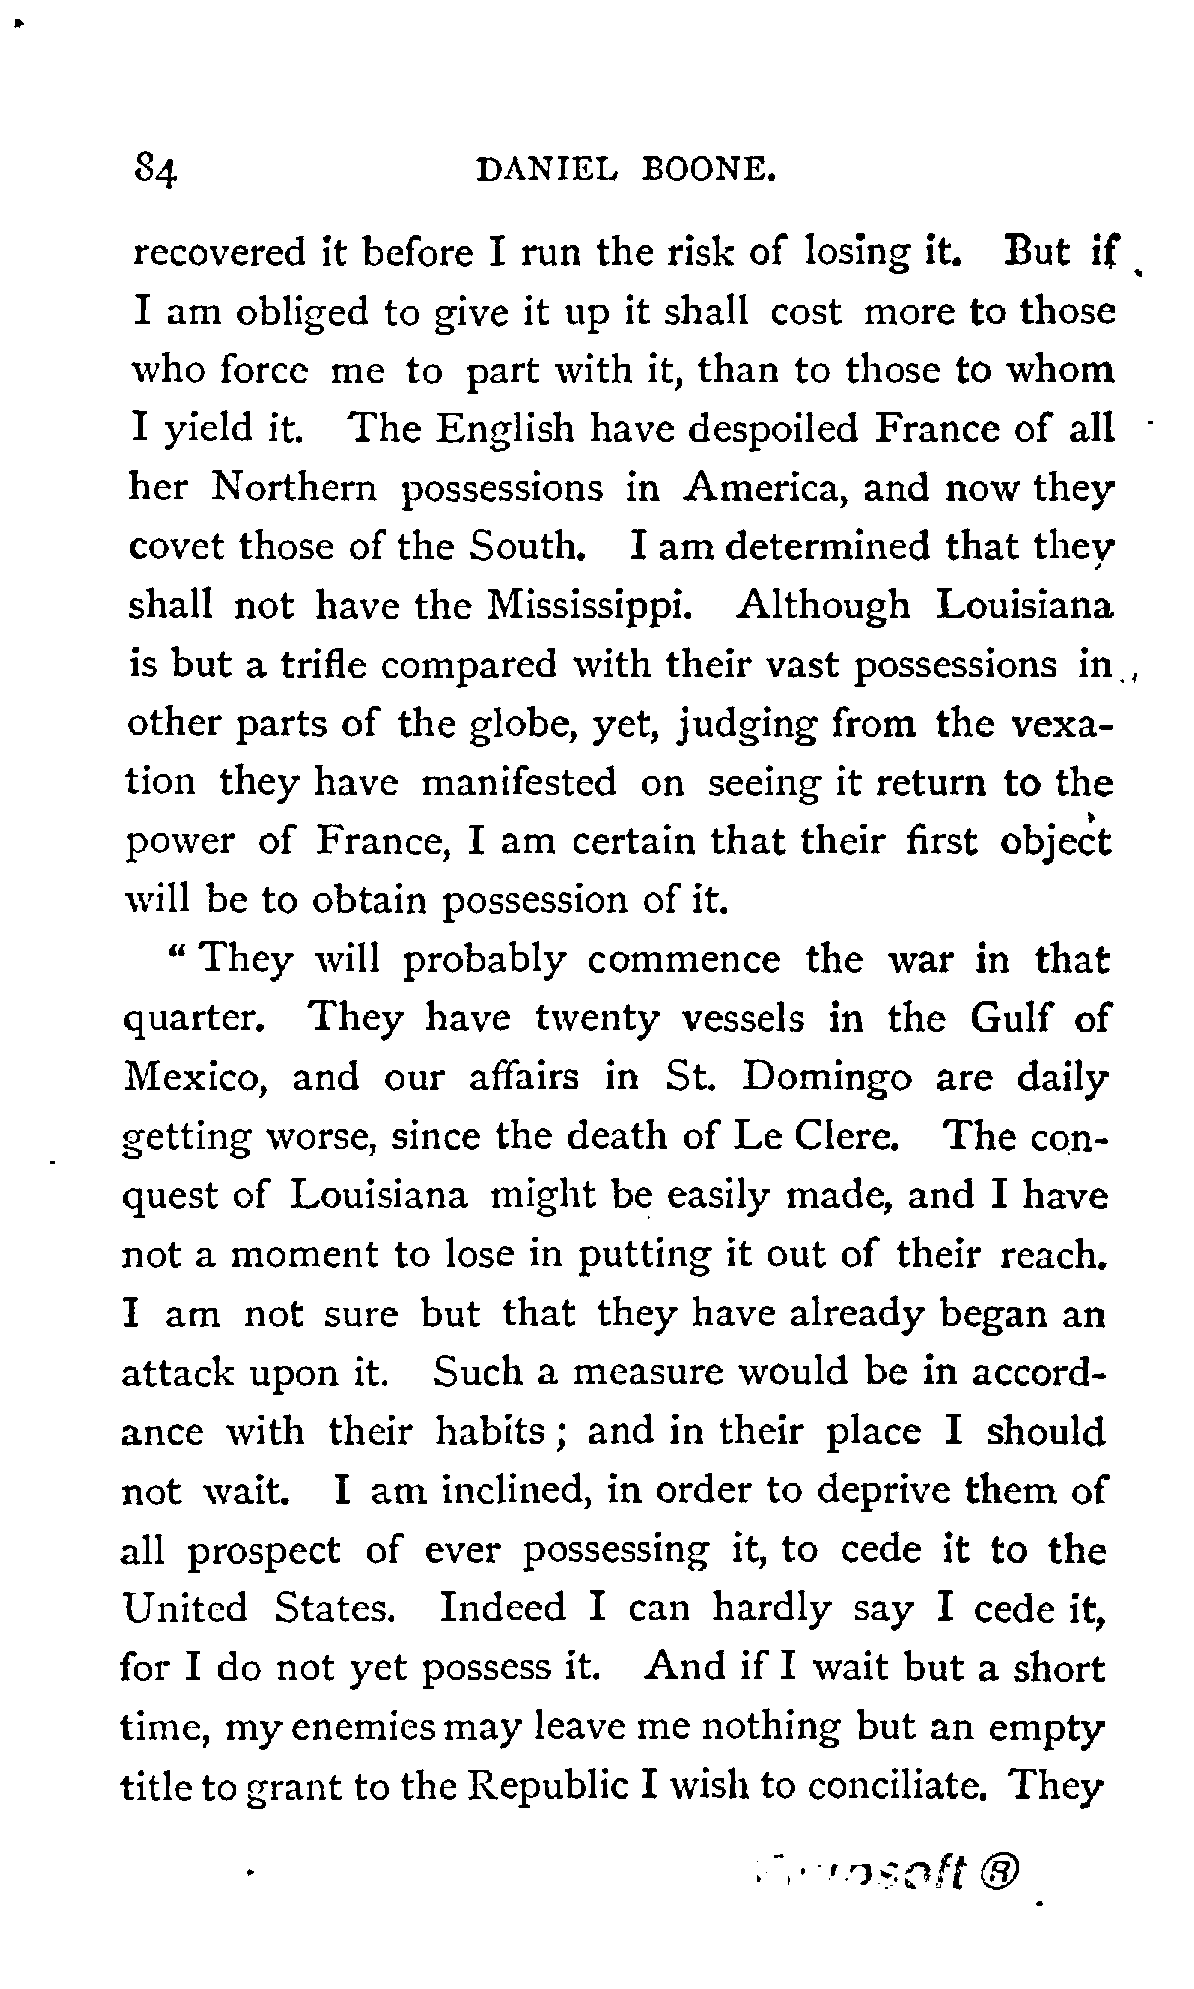 84 DANIEL BOONE.
recovered it before I run the risk of losing it. But if
I am obliged to give it up it shall cost more to those
who force me to part with it, than to those to whom
I yield it. The English have despoiled France of all
her Northern possessions in America, and now they
covet those of the South. I am determined that they
shall not have the Mississippi. Although Louisiana
is but a trifle compared with their vast possessions in
other parts of the globe, yet, judging from the vexa-
tion they have manifested on seeing it return to the
power of France, I am certain that their first object
will be to obtain possession of it.
“ They will probably commence the war in that
quarter. They have twenty vessels in the Gulf of
Mexico, and our affairs in St. Domingo are daily
getting worse, since the death of Le Clere. The con-
quest of Louisiana might be easily made, and I have
not a moment to lose in putting it out of their reach.
I am not sure but that they have already began an
attack upon it. Such a measure would be in accord-
ance with their habits ; and in their place I should
not wait. I am inclined, in order to deprive them of
all prospect of ever possessing it, to cede it to the
United States. Indeed I can hardly say I cede it,
for I do not yet possess it. And if I wait but a short
time, my enemies may leave me nothing but an empty
title to grant to the Republic I wish to conciliate. They
®